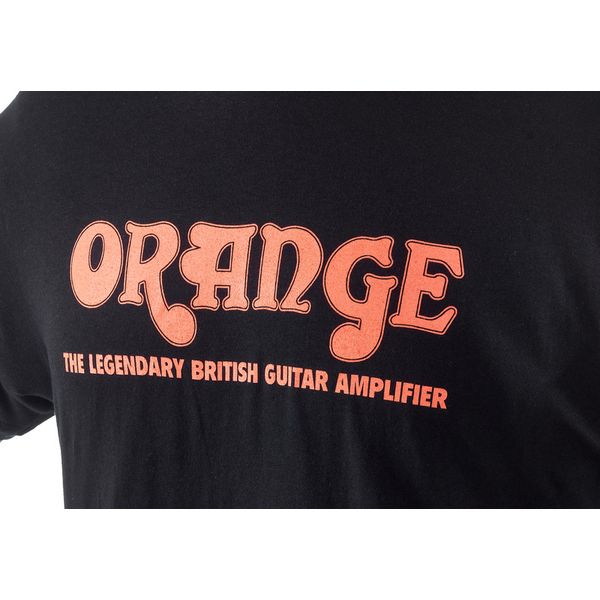 ORANGE
THE LEGENDARY BRITISH GUITAR AMPLIFIER